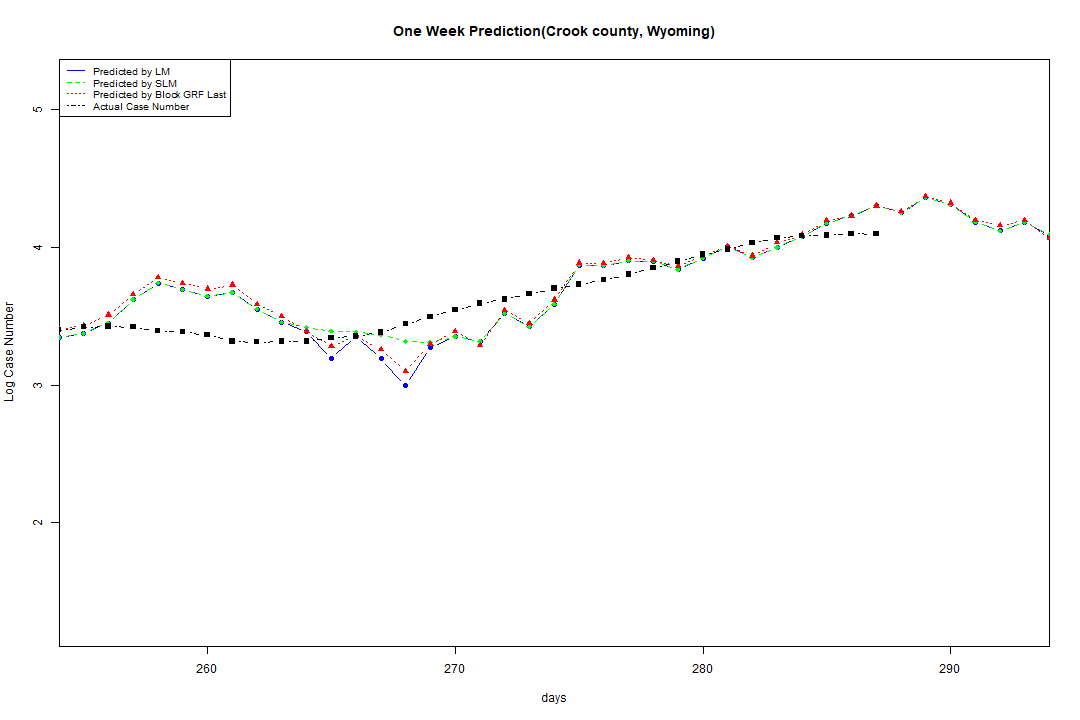 One Week Prediction(Crook county, Wyoming)
Predicted by LM
Predicted by SLM
Predicted by Block GRF Last
Actual Case Number
5
4
3
2
Log Case Number
260
270
280
290
days